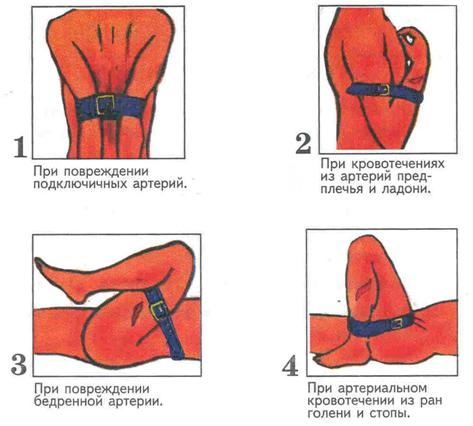 1
При повреждении
подключичных артерий.
2
При кровотечениях
из артерий пред-
плечья и ладони.
3
При повреждении
бедренной артерии.
4
При артериальном
кровотечении из ран
голени и стопы.